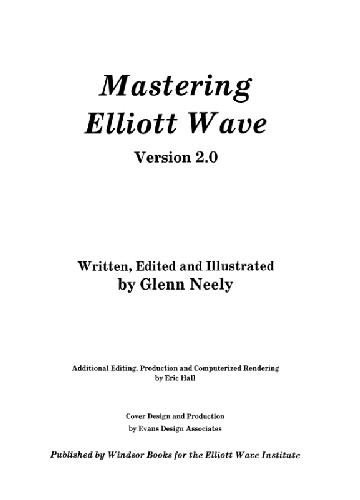 Mastering
Elliott Wave
Version 2.0
Written, Edited and Illustrated
by Glenn Neely
Additional Editing, Production and Computerized Rendering
by Eric Hall
Cover Design and Production
by Evans Design Associates
Published by Windsor Books for the Elliott Wave Institute